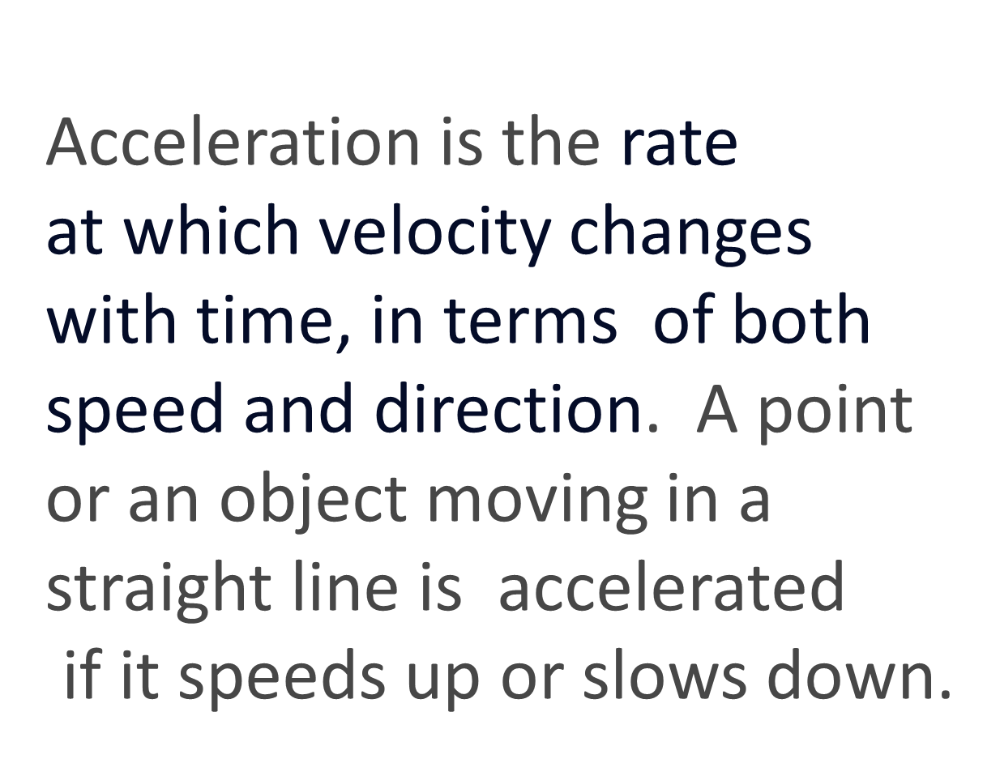 Acceleration is the rate
at which velocity changes
with time, in terms  of both
speed and direction.  A point
or an object moving in a
straight line is  accelerated
 if it speeds up or slows down.